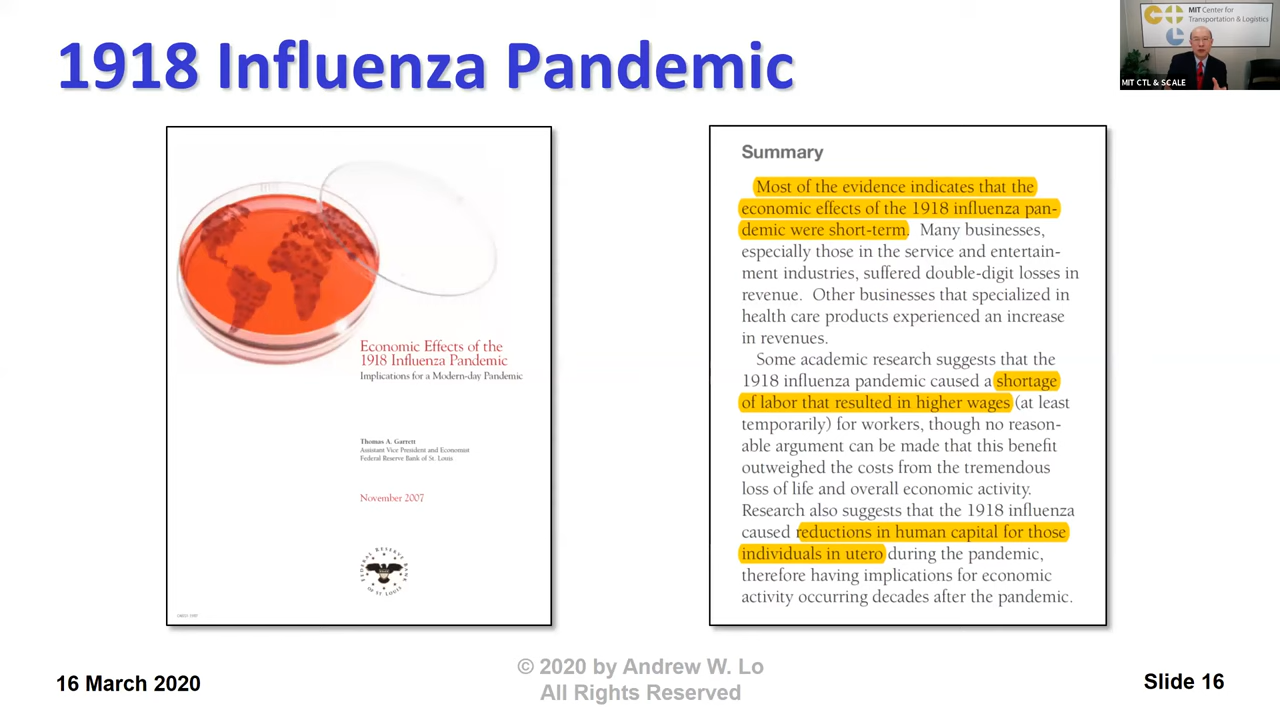 1918 Influenza Pandemic
MIT Center for
Transportation & Logistics
MIT CTL & SCALE
Economic Effects of the
1918 Influenza Pandemic
Implications for a Modern-day Pandemic
Thomas A. Garrett
Assistant Vice President and Economist
Federal Reserve Bank of St. Louis
November 2007
FEDERAL RESERVE BANK
OF ST. LOUIS
Summary
Most of the evidence indicates that the
economic effects of the 1918 influenza pan-
demic were short-term. Many businesses,
especially those in the service and entertain-
ment industries, suffered double-digit losses in
revenue. Other businesses that specialized in
health care products experienced an increase
in revenues.
Some academic research suggests that the
1918 influenza pandemic caused a shortage
of labor that resulted in higher wages (at least
temporarily) for workers, though no reason-
able argument can be made that this benefit
outweighed the costs from the tremendous
loss of life and overall economic activity.
Research also suggests that the 1918 influenza
caused reductions in human capital for those
individuals in utero during the pandemic,
therefore having implications for economic
activity occurring decades after the pandemic.
16 March 2020
© 2020 by Andrew W. Lo
All Rights Reserved
Slide 16